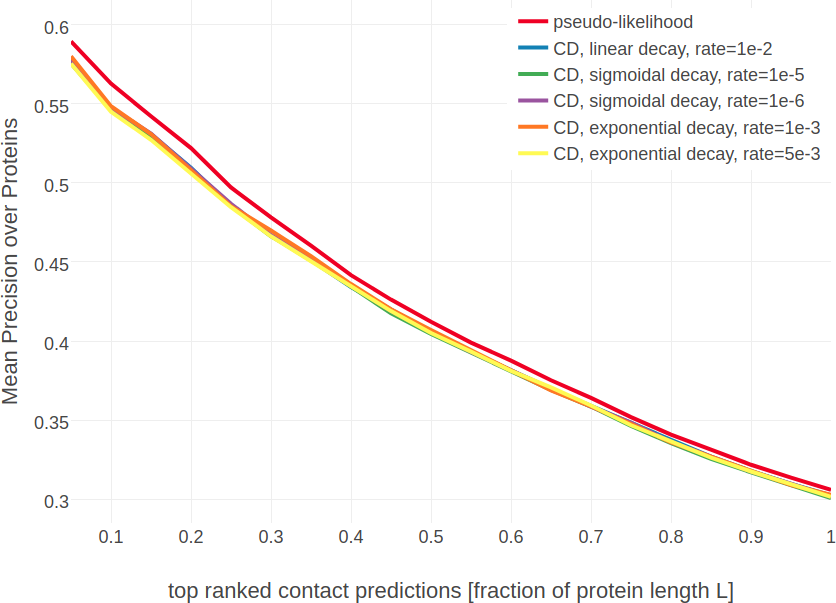 pseudo-likelihood
CD, linear decay, rate=1e-2
CD, sigmoidal decay, rate=1e-5
CD, sigmoidal decay, rate=1e-6
CD, exponential decay, rate=1e-3
CD, exponential decay, rate=5e-3
Mean Precision over Proteins
0.6
0.55
0.5
0.45
0.4
0.35
0.3
0.1 0.2 0.3 0.4 0.5 0.6 0.7 0.8 0.9 1
top ranked contact predictions [fraction of protein length L]